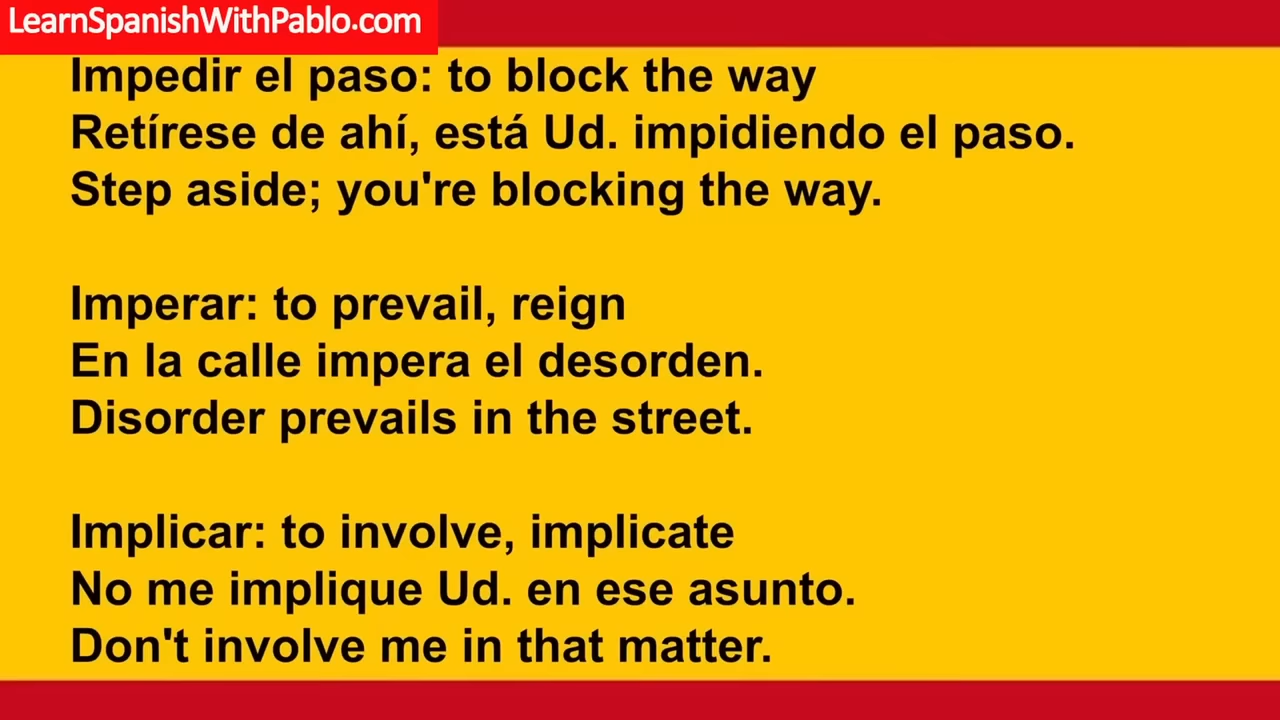 LearnSpanishWithPablo.com
Impedir el paso: to block the way
Retírese de ahí, está Ud. impidiendo el paso.
Step aside; you're blocking the way.
Imperar: to prevail, reign
En la calle impera el desorden.
Disorder prevails in the street.
Implicar: to involve, implicate
No me implique Ud. en ese asunto.
Don't involve me in that matter.